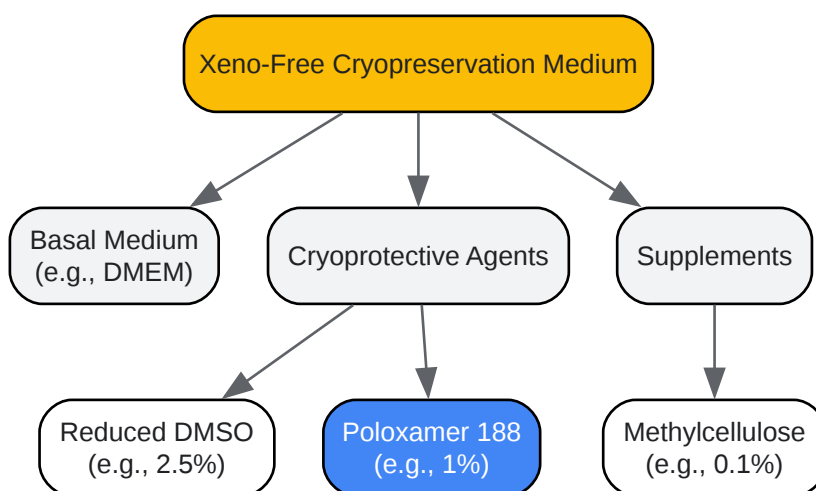 Xeno-Free Cryopreservation Medium
Basal Medium
(e.g., DMEM)
Cryoprotective Agents
Supplements
Reduced DMSO
(e.g., 2.5%)
Poloxamer 188
(e.g., 1%)
Methylcellulose
(e.g., 0.1%)